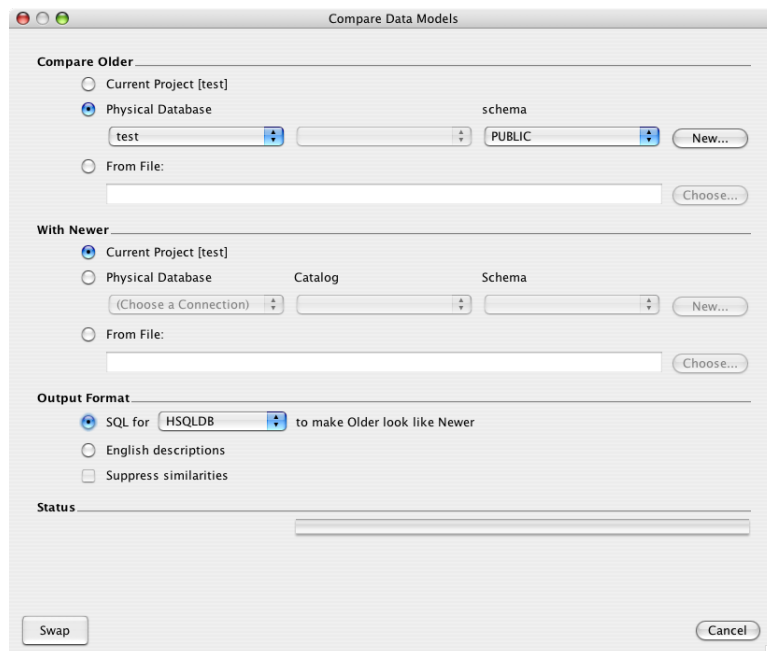 Compare Data Models
Compare Older
Current Project [test]
Physical Database schema
test PUBLIC New...
From File:
Choose...
With Newer
Current Project [test]
Physical Database Catalog Schema
(Choose a Connection) New...
From File:
Choose...
Output Format
SQL for HSQLDB to make Older look like Newer
English descriptions
Suppress similarities
Status
Swap Cancel